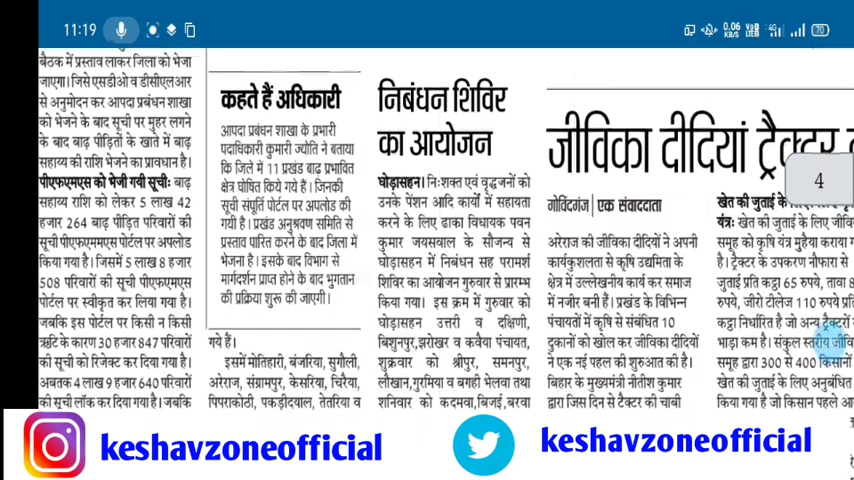 11:19
0.06 KB/S
VoD LTE
4G
70
बैठक में प्रस्ताव लाकर जिला को भेजा
जाएगा। जिसे एसडीओ व डीसीएलआर
से अनुमोदन कर आपदा प्रबंधन शाखा
को भेजने के बाद सूची पर मुहर लगने
के बाद बाढ़ पीड़ितों के खाते में बाढ़
सहाय्य की राशि भेजने का प्रावधान है।
पीएफएमएस को भेजी गयी सूची: बाढ़
सहाय्य राशि को लेकर 5 लाख 42
हजार 264 बाढ़ पीड़ित परिवारों की
सूची पीएफएममएस पोर्टल पर अपलोड
किया गया है। जिसमें 5 लाख 8 हजार
508 परिवारों की सूची पीएफएमएस
पोर्टल पर स्वीकृत कर लिया गया है।
जबकि इस पोर्टल पर किसी न किसी
त्रुटि के कारण 30 हजार 847 परिवारों
की सूची को रिजेक्ट कर दिया गया है।
अबतक 4 लाख 9 हजार 640 परिवारों
की सूची लॉक कर दिया गया है। जबकि
कहते हैं अधिकारी
आपदा प्रबंधन शाखा के प्रभारी
पदाधिकारी कुमारी ज्योति ने बताया
कि जिले में 11 प्रखंड बाढ़ प्रभावित
क्षेत्र घोषित किये गये हैं। जिनकी
सूची संपूर्ति पोर्टल पर अपलोड की
गयी है। प्रखंड अनुश्रवण समिति से
प्रस्ताव पारित करने के बाद जिला में
भेजना है। इसके बाद विभाग से
मार्गदर्शन प्राप्त होने के बाद भुगतान
की प्रक्रिया शुरू की जाएगी।
गये हैं।
इसमें मोतिहारी, बंजरिया, सुगौली,
अरेराज, संग्रामपुर, केसरिया, चिरैया,
पिपराकोठी, पकड़ीदयाल, तेतरिया व
निबंधन शिविर
का आयोजन
घोड़ासहन। निःशक्त एवं वृद्धजनों को
उनके पेंशन आदि कार्यों में सहायता
करने के लिए ढाका विधायक पवन
कुमार जयसवाल के सौजन्य से
घोड़ासहन में निबंधन सह परामर्श
शिविर का आयोजन गुरुवार से प्रारम्भ
किया गया। इस क्रम में गुरुवार को
घोड़ासहन उत्तरी व दक्षिणी,
बिशुनपुर,झरोखर व कवैया पंचायत,
शुक्रवार को श्रीपुर, समनपुर,
लौखान,गुरमिया व बगही भेलवा तथा
शनिवार को कदमवा,बिजई,बरवा
जीविका दीदियां ट्रैक्टर
गोविंदगंज | एक संवाददाता
अरेराज की जीविका दीदियों ने अपनी
कार्यकुशलता से कृषि उद्यमिता के
क्षेत्र में उल्लेखनीय कार्य कर समाज
में नजीर बनी हैं। प्रखंड के विभिन्न
पंचायतों में कृषि से संबंधित 10
दुकानों को खोल कर जीविका दीदियों
ने एक नई पहल की शुरुआत की है।
बिहार के मुख्यमंत्री नीतीश कुमार
द्वारा जिस दिन से टैक्टर की चाबी
खेत की जुताई के
यंत्र: खेत की जुताई के लिए जीवि
समूह को कृषि यंत्र मुहैया कराया ग
है। ट्रैक्टर के उपकरण नौफारा से
जुताई प्रति कट्ठा 65 रुपये, तावा 8
रुपये, जीरो टीलेज 110 रुपये प्रति
कट्ठा निर्धारित है जो अन्य ट्रैक्टरों
भाड़ा कम है। संकुल स्तरीय जीवि
समूह द्वारा 300 से 400 किसानों
खेत की जुताई के लिए अनुबंधित
किया गया है जो किसान पहले आ
4
keshavzoneofficial
keshavzoneofficial